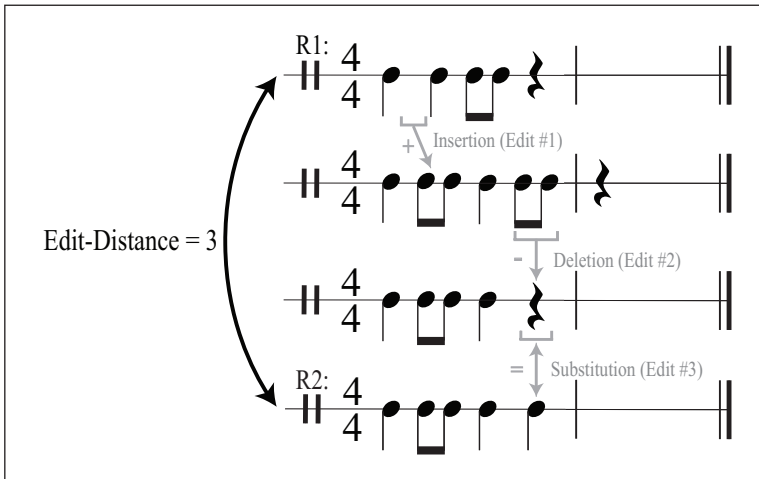 R1: 4
4
+ Insertion (Edit #1)
4
4
Edit-Distance = 3
- Deletion (Edit #2)
4
4
= Substitution (Edit #3)
R2: 4
4